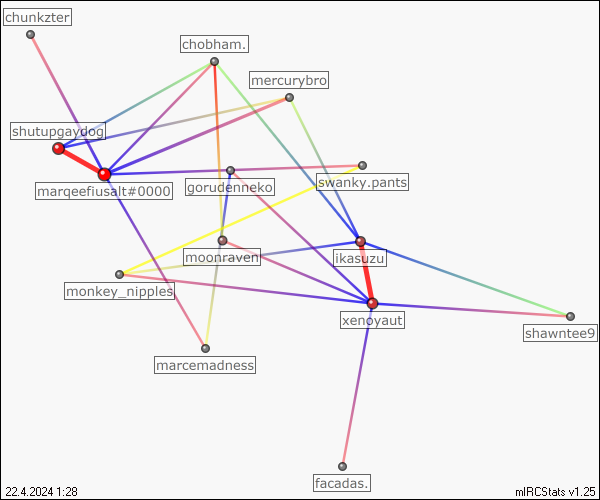 chunkzter
chobham.
mercurybro
shutupgaydog
marqeefiusalt#0000
gorudenneko
swanky.pants
moonraven
ikasuzu
monkey_nipples
xenoyaut
shawntee9
marcemadness
facadas.
22.4.2024 1:28
mIRCStats v1.25